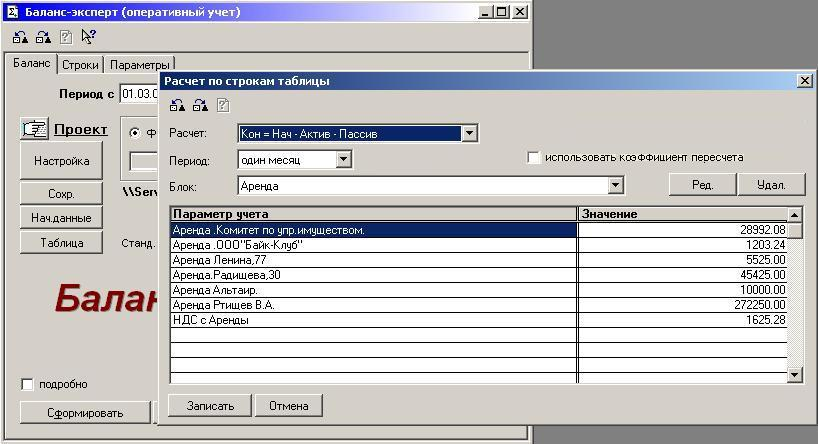 Баланс-эксперт (оперативный учет)
Баланс Строки Параметры
Период с 01.03.0
Проект
Настройка
Сохр.
\\Serv
Нач.данные
Таблица Станд.
Балан
подробно
Сформировать
Расчет по строкам таблицы
Расчет: Кон = Нач - Актив - Пассив
Период: один месяц использовать коэффициент пересчета
Блок: Аренда Ред. Удал.
Параметр учета Значение
Аренда .Комитет по упр.имуществом. 28992.08
Аренда .ООО"Байк-Клуб" 1203.24
Аренда Ленина,77 5525.00
Аренда.Радищева,30 45425.00
Аренда Альтаир. 10000.00
Аренда Ртищев В.А. 272250.00
НДС с Аренды 1625.28
Записать Отмена